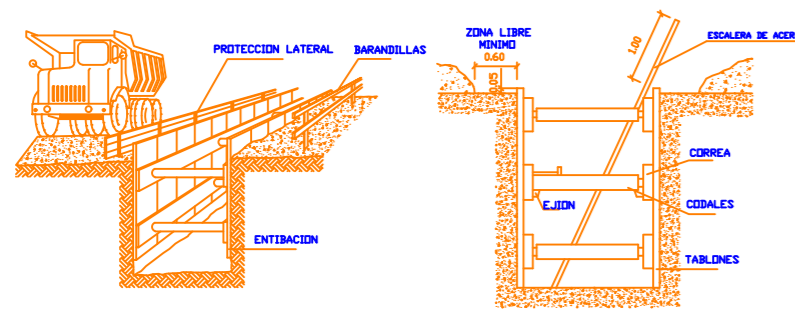 PROTECCION LATERAL
BARANDILLAS
ENTIBACION
ZONA LIBRE
MINIMO
0.60
0.05
1.00
ESCALERA DE ACER
CORREA
EJION
CODALES
TABLONES